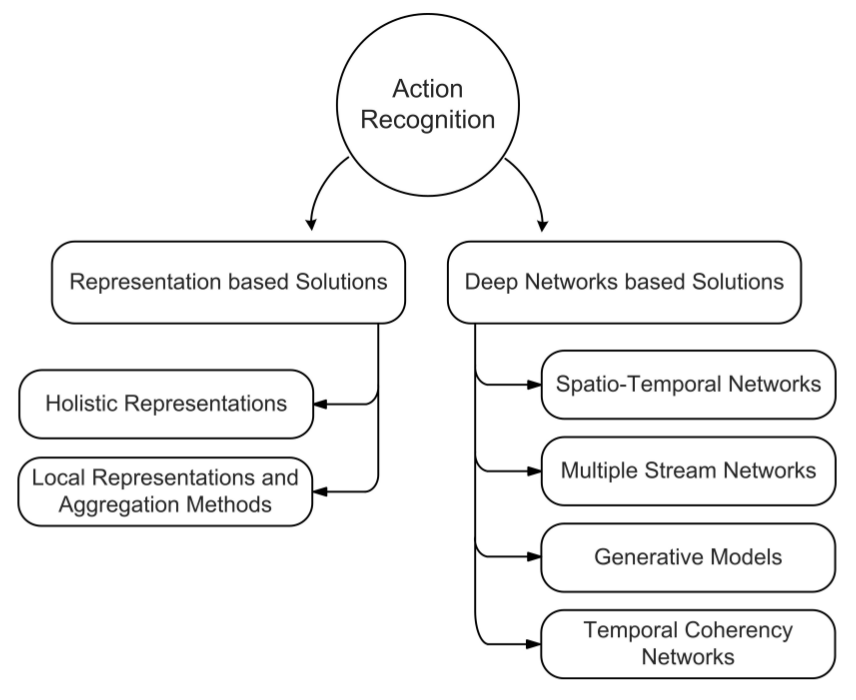 Action
Recognition
Representation based Solutions
Deep Networks based Solutions
Holistic Representations
Local Representations and
Aggregation Methods
Spatio-Temporal Networks
Multiple Stream Networks
Generative Models
Temporal Coherency
Networks